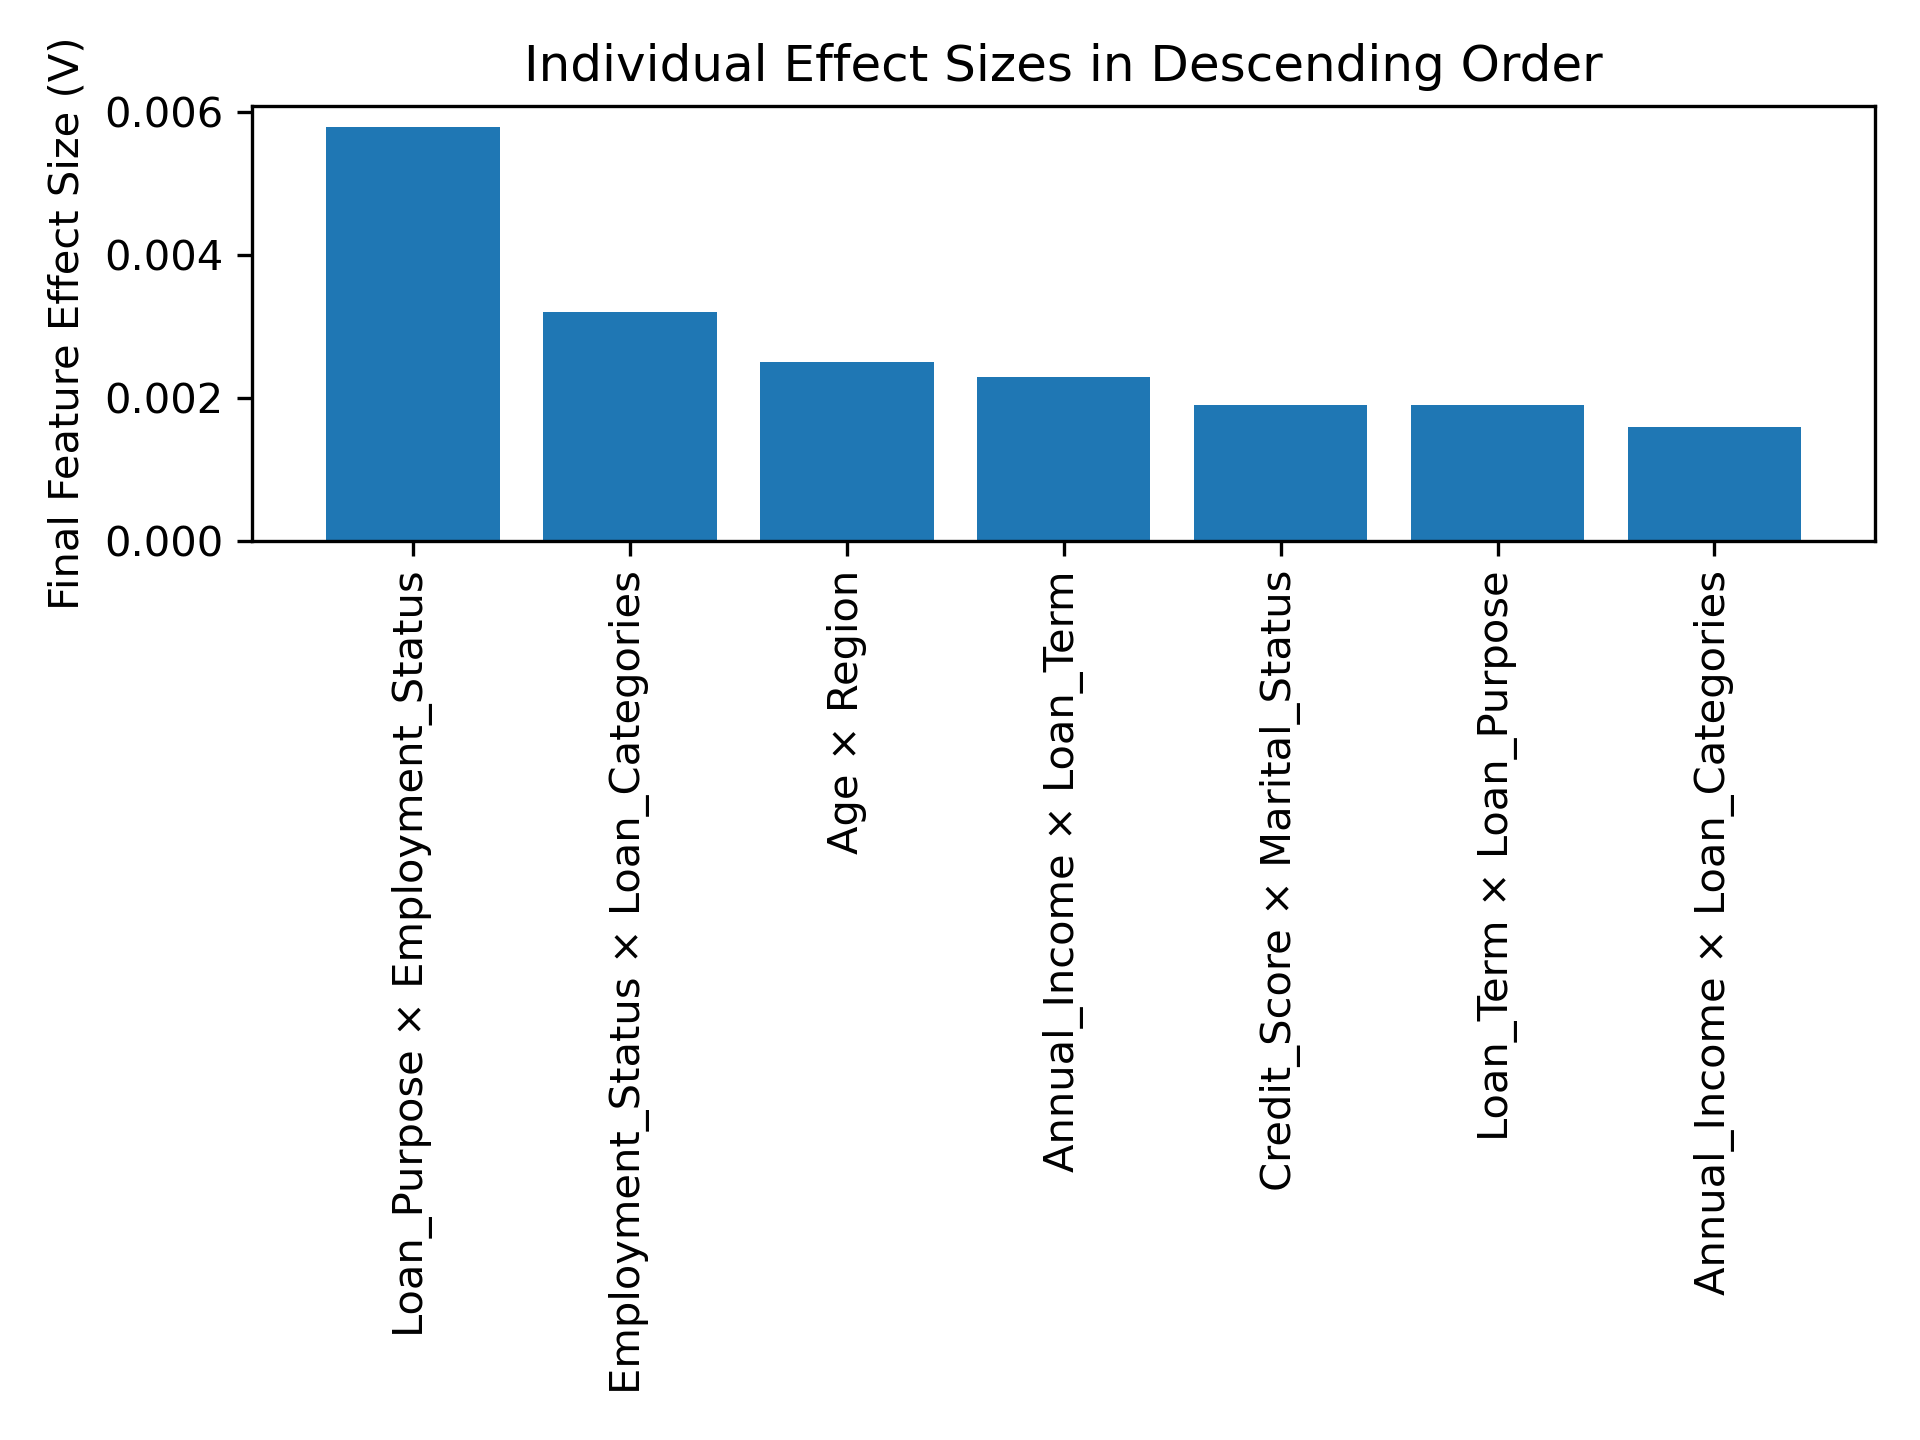 Individual Effect Sizes in Descending Order
Final Feature Effect Size (V)
0.006
0.004
0.002
0.000
Loan_Purpose × Employment_Status
Employment_Status × Loan_Categories
Age × Region
Annual_Income × Loan_Term
Credit_Score × Marital_Status
Loan_Term × Loan_Purpose
Annual_Income × Loan_Categories